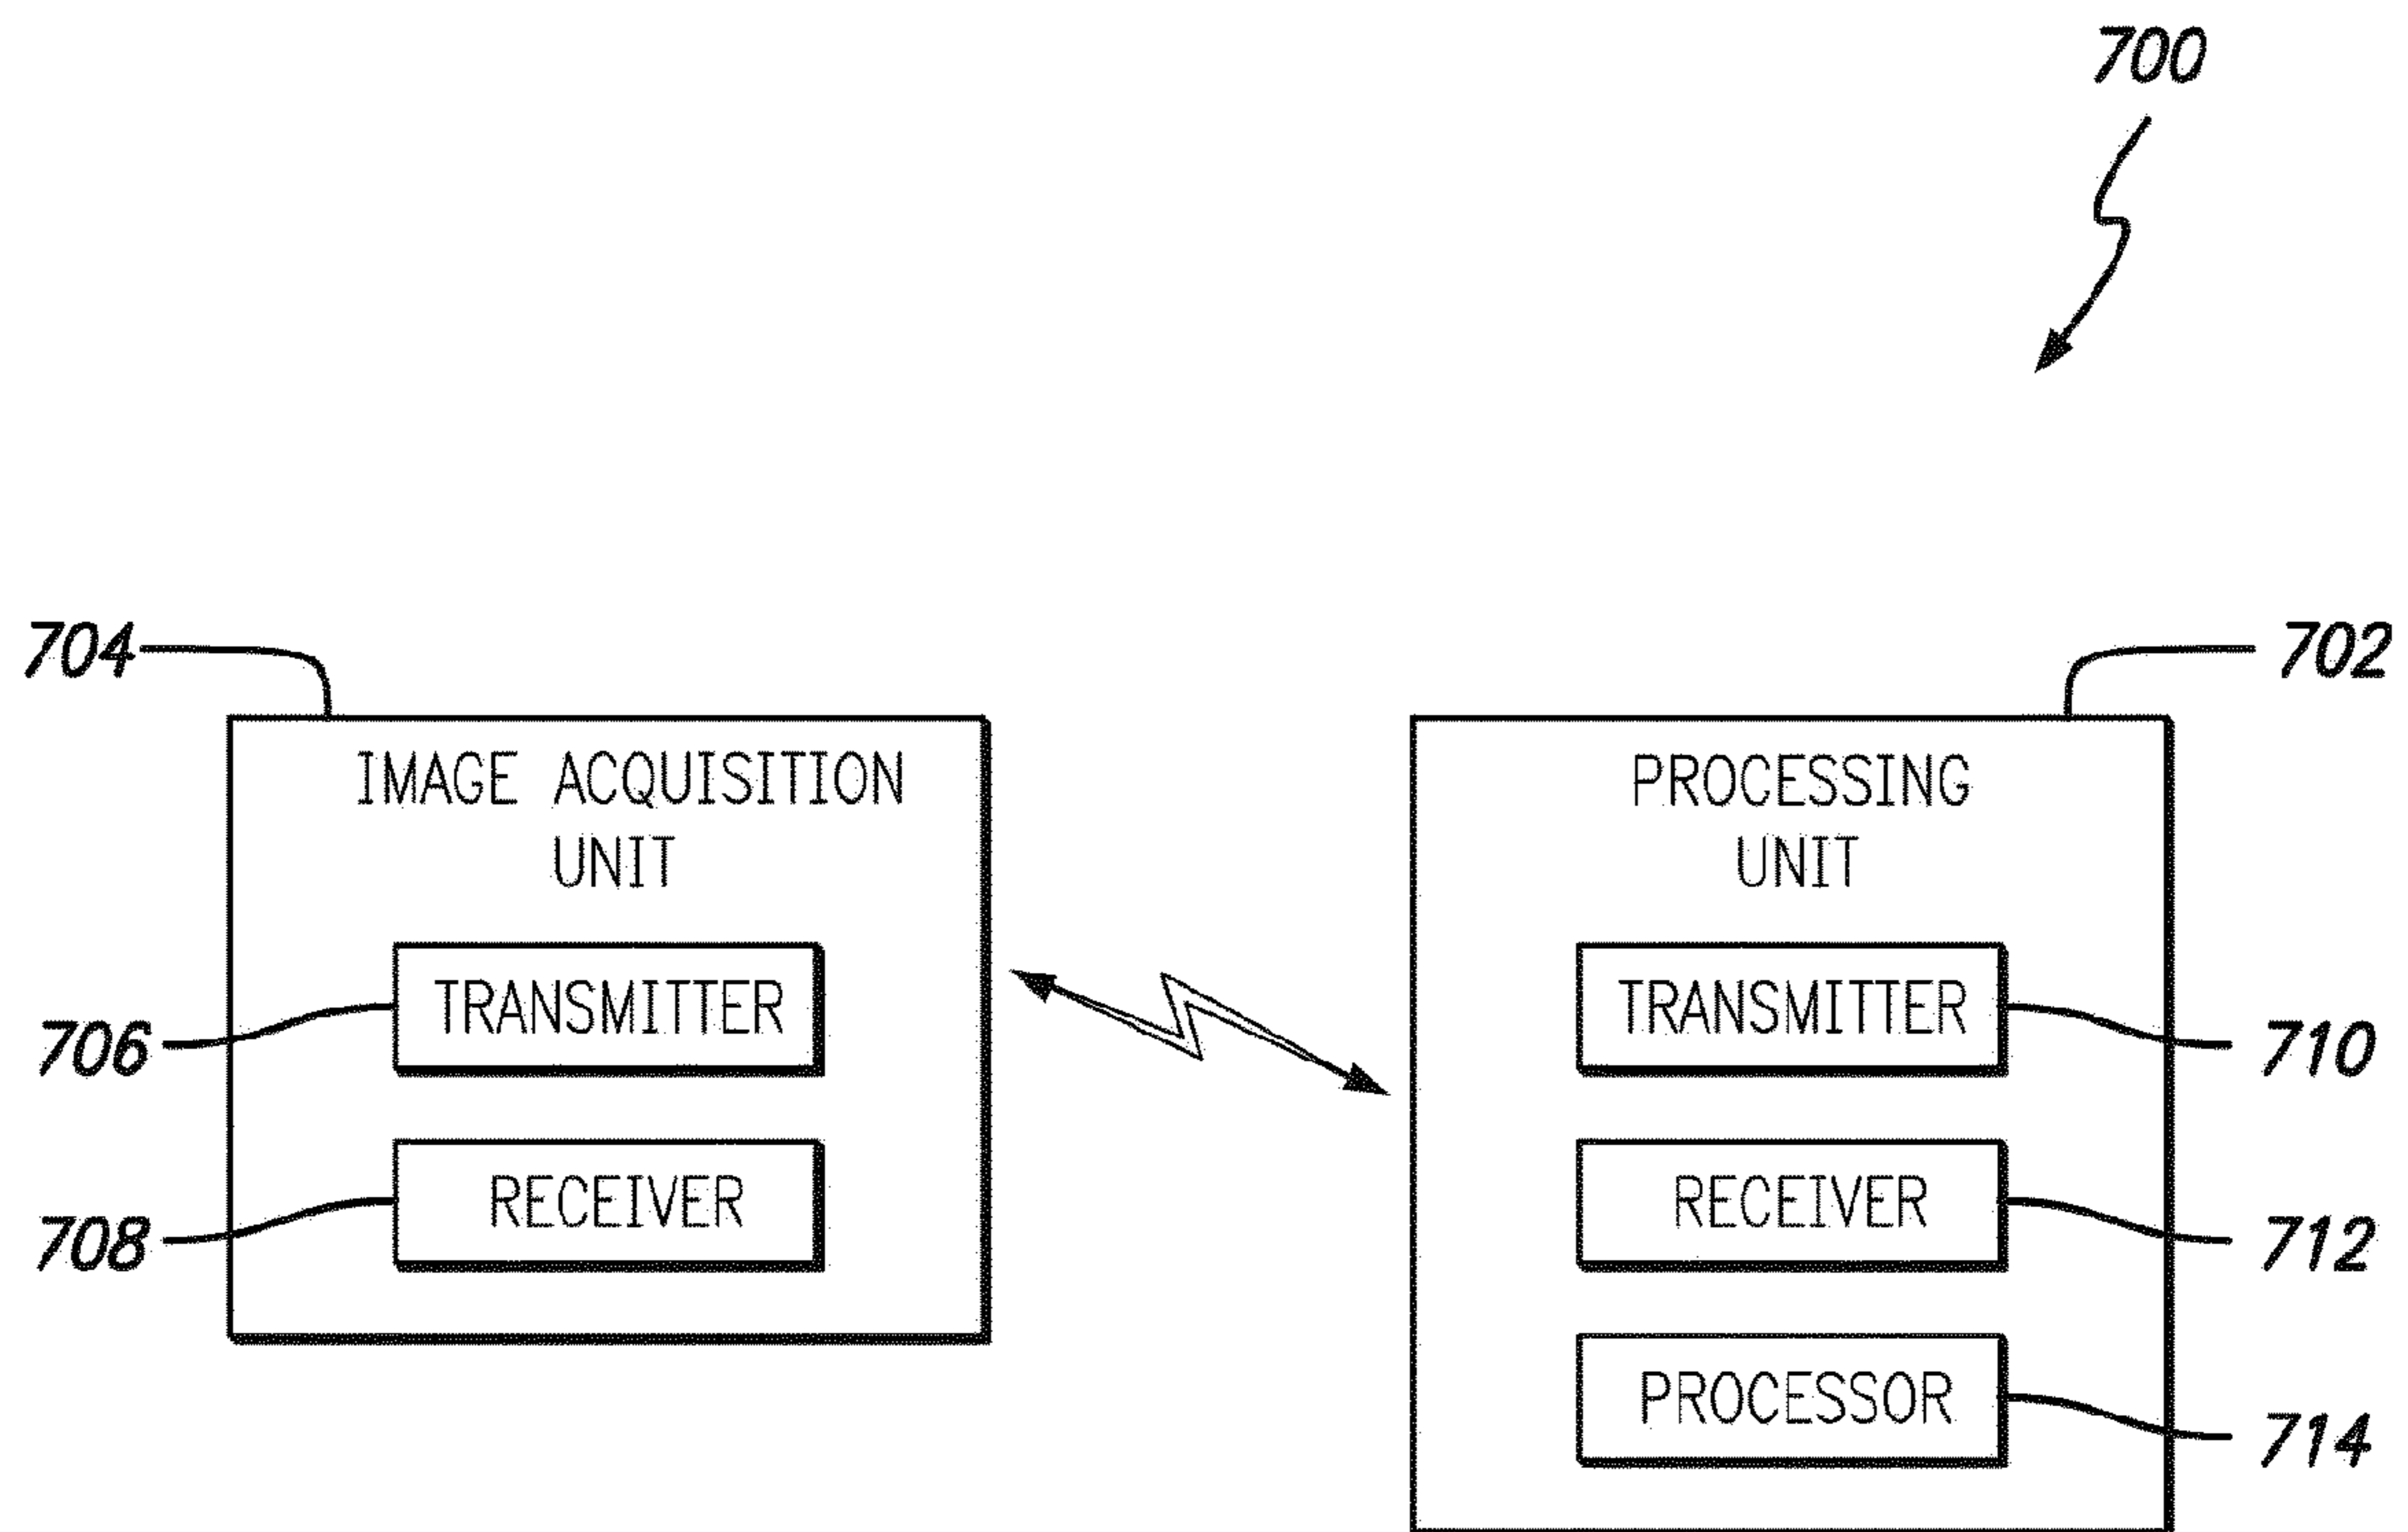 700
704
702
IMAGE ACQUISITION
UNIT
PROCESSING
UNIT
TRANSMITTER
TRANSMITTER
706
710
RECEIVER
RECEIVER
708
712
PROCESSOR
714